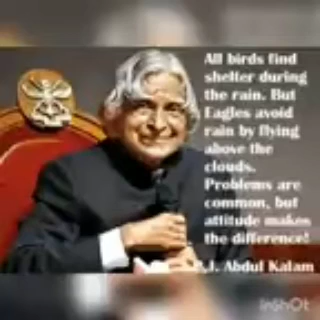 All birds find
shelter during
the rain. But
Eagles avoid
rain by flying
above the
clouds.
Problems are
common, but
attitude makes
the difference!
J. Abdul Kalam
InShOt